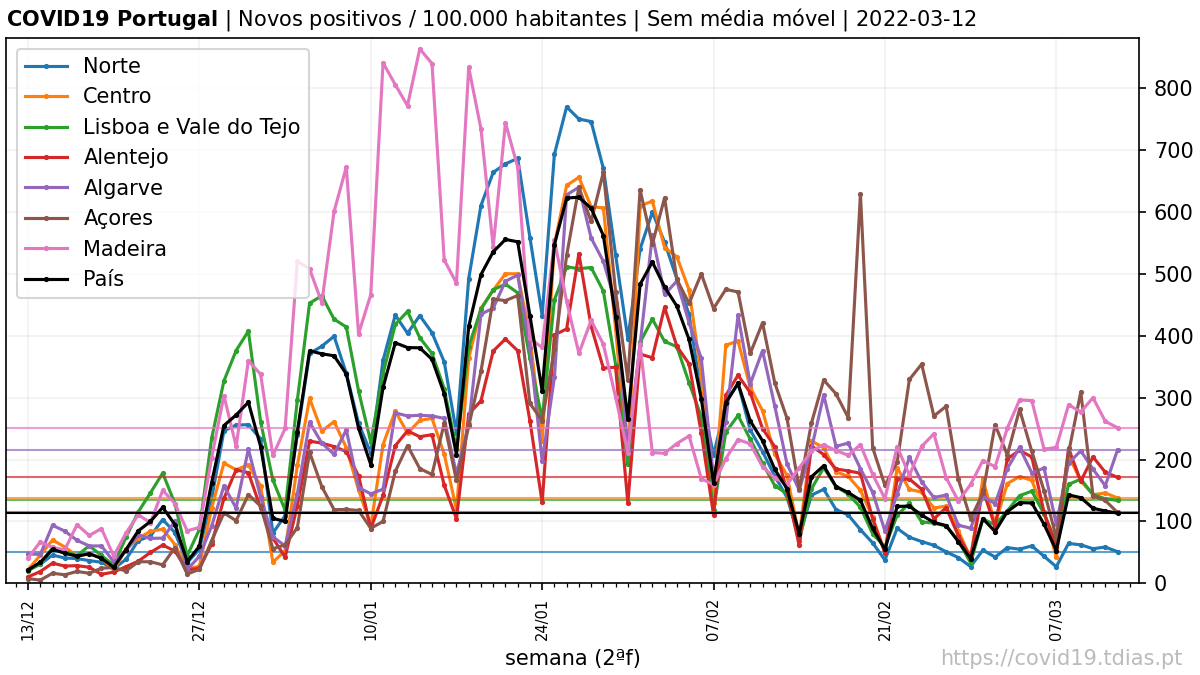 COVID19 Portugal | Novos positivos / 100.000 habitantes | Sem média móvel | 2022-03-12
Norte
Centro
Lisboa e Vale do Tejo
Alentejo
Algarve
Açores
Madeira
País
800
700
600
500
400
300
200
100
0
13/12
27/12
10/01
24/01
07/02
21/02
07/03
semana (2ªf)
https://covid19.tdias.pt